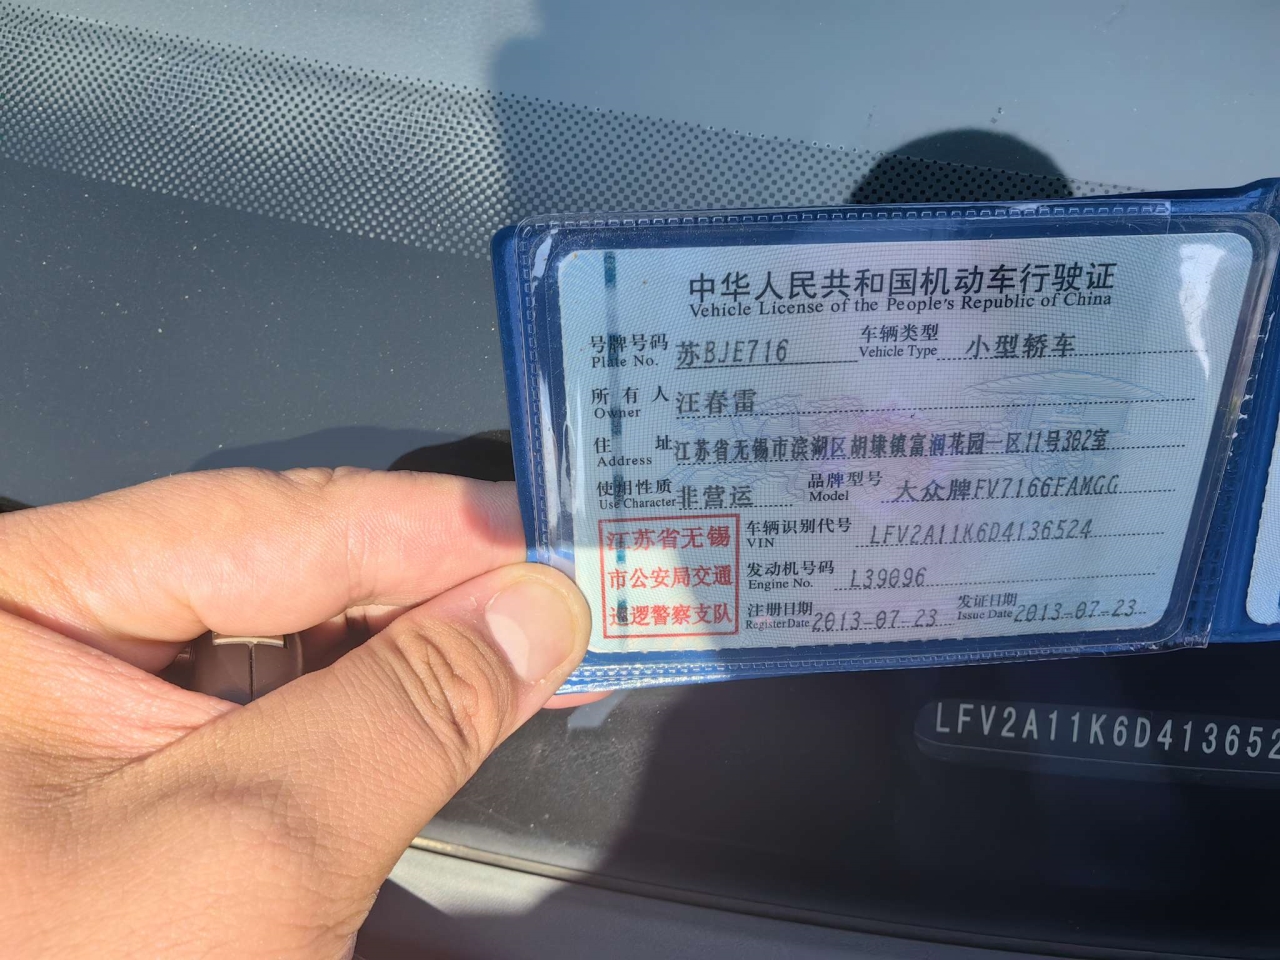 中华人民共和国机动车行驶证
Vehicle License of the People's Republic of China
号牌号码 苏BJE716 车辆类型 小型轿车
Plate No. Vehicle Type
所有人 汪春雷
Owner
住址 江苏省无锡市滨湖区胡埭镇富润花园一区11号302室
Address
使用性质 非营运 品牌型号 大众牌FV7166FAMGG
Use Character Model
江苏省无锡
市公安局交通
巡逻警察支队
车辆识别代号 LFV2A11K6D4136524
VIN
发动机号码 L39096
Engine No.
注册日期 2013-07-23 发证日期 2013-07-23
Register Date Issue Date
LFV2A11K6D413652